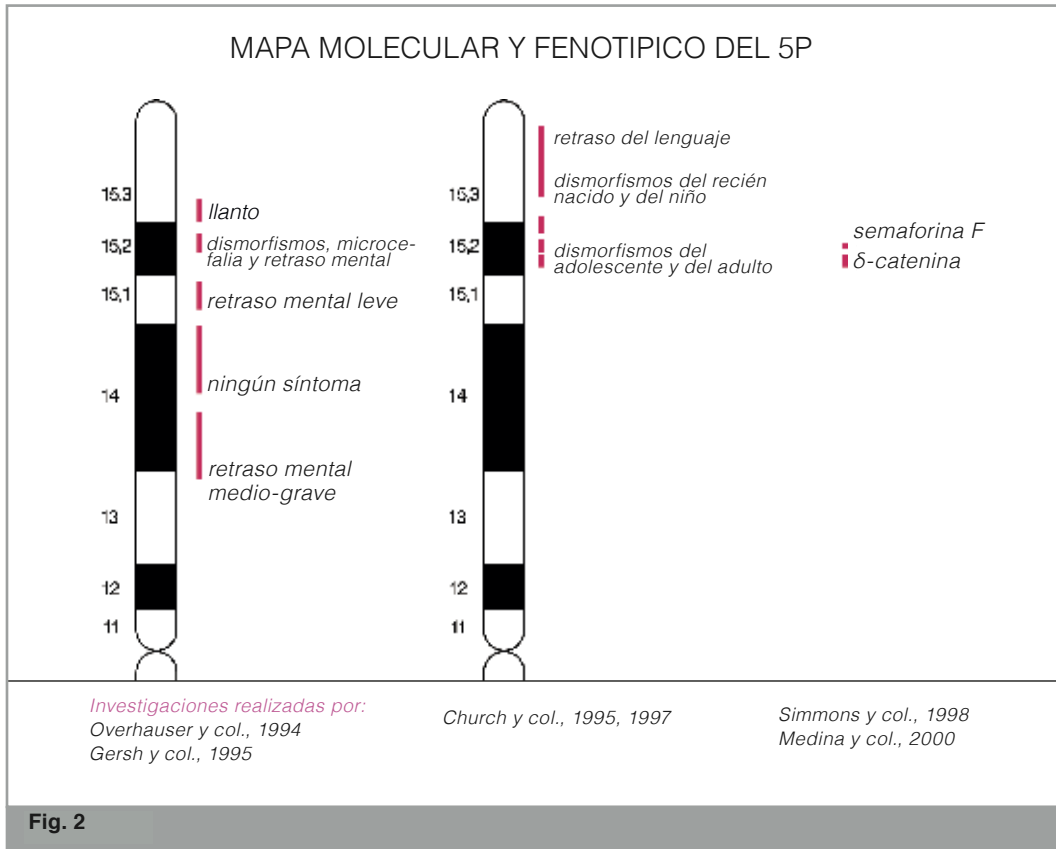 MAPA MOLECULAR Y FENOTIPICO DEL 5P
15.3
llanto
15,2
dismorfismos, microce-
falia y retraso mental
15,1
retraso mental leve
14
ningún síntoma
retraso mental
medio-grave
13
12
11
retraso del lenguaje
15,3
dismorfismos del recién
nacido y del niño
15,2
dismorfismos del
adolescente y del adulto
15,1
14
13
12
11
semaforina F
δ-catenina
Investigaciones realizadas por:
Overhauser y col., 1994
Gersh y col., 1995
Church y col., 1995, 1997
Simmons y col., 1998
Medina y col., 2000
Fig. 2